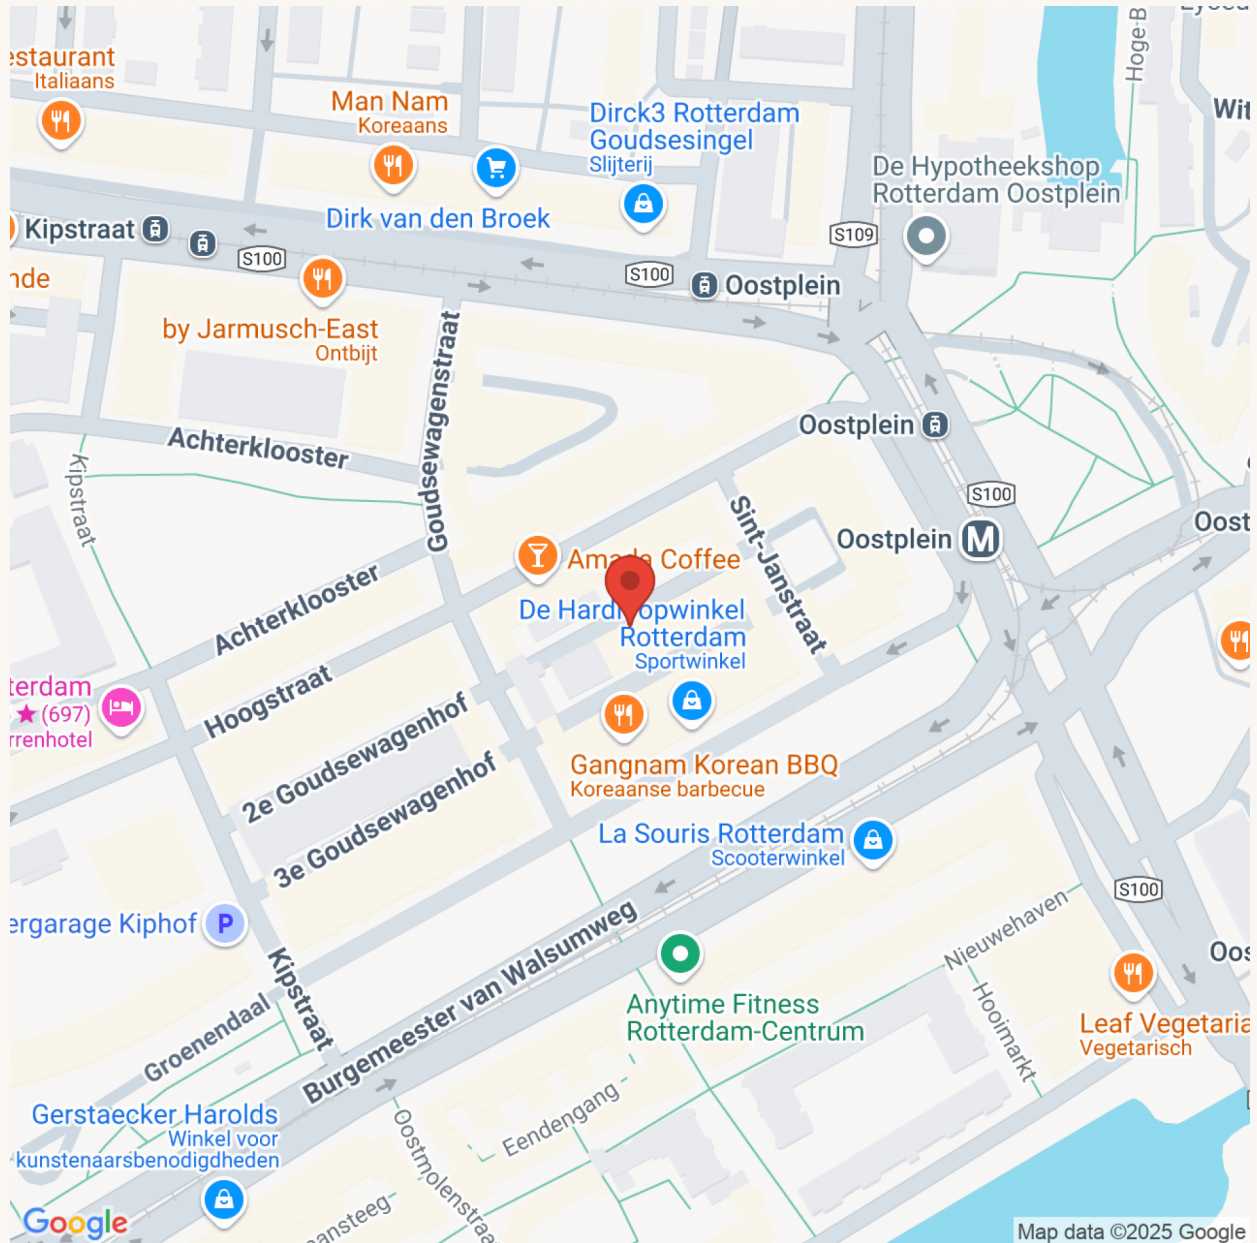 estaurant
Italiaans
Man Nam
Koreaans
Dirck3 Rotterdam
Goudsesingel
Slijterij
Hoge-B
De Hypotheekshop
Rotterdam Oostplein
Dirk van den Broek
Kipstraat
S109
S100
S100
Oostplein
nde
by Jarmusch-East
Ontbijt
Goudsewagenstraat
Achterklooster
Oostplein
Kipstraat
S100
Oostplein
M
Oost
Sint-Janstraat
Amada Coffee
De Hardloopwinkel
Rotterdam
Sportwinkel
Achterklooster
Hoogstraat
terdam
(697)
rrenhotel
2e Goudsewagenhof
3e Goudsewagenhof
Gangnam Korean BBQ
Koreaanse barbecue
La Souris Rotterdam
Scooterwinkel
S100
ergarage Kiphof
P
Kipstraat
Burgemeester van Walsumweg
Nieuwehaven
Oos
Anytime Fitness
Rotterdam-Centrum
Hooimarkt
Leaf Vegetaria
Vegetarisch
Groenendaal
Eendengang
Gerstaecker Harolds
Winkel voor
kunstenaarsbenodigdheden
Oostmolenstraa
ansteeg
Google
Map data ©2025 Google